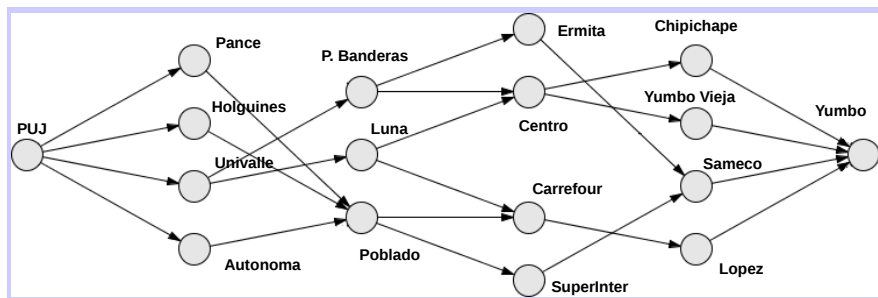 PUJ
Pance
Holguines
Univalle
Autonoma
P. Banderas
Luna
Poblado
Ermita
Centro
Carrefour
SuperInter
Chipichape
Yumbo Vieja
Sameco
Lopez
Yumbo